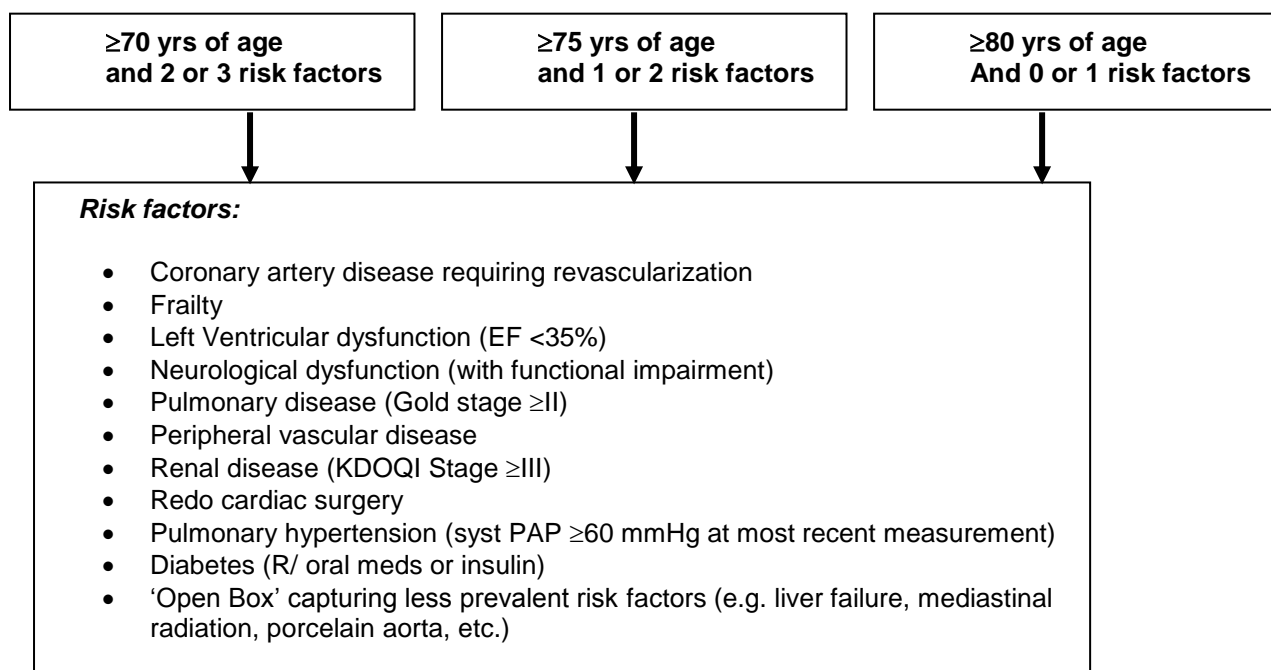 ≥70 yrs of age
and 2 or 3 risk factors
≥75 yrs of age
and 1 or 2 risk factors
≥80 yrs of age
And 0 or 1 risk factors
Risk factors:
• Coronary artery disease requiring revascularization
• Frailty
• Left Ventricular dysfunction (EF <35%)
• Neurological dysfunction (with functional impairment)
• Pulmonary disease (Gold stage ≥II)
• Peripheral vascular disease
• Renal disease (KDOQI Stage ≥III)
• Redo cardiac surgery
• Pulmonary hypertension (syst PAP ≥60 mmHg at most recent measurement)
• Diabetes (R/ oral meds or insulin)
• ‘Open Box’ capturing less prevalent risk factors (e.g. liver failure, mediastinal
radiation, porcelain aorta, etc.)